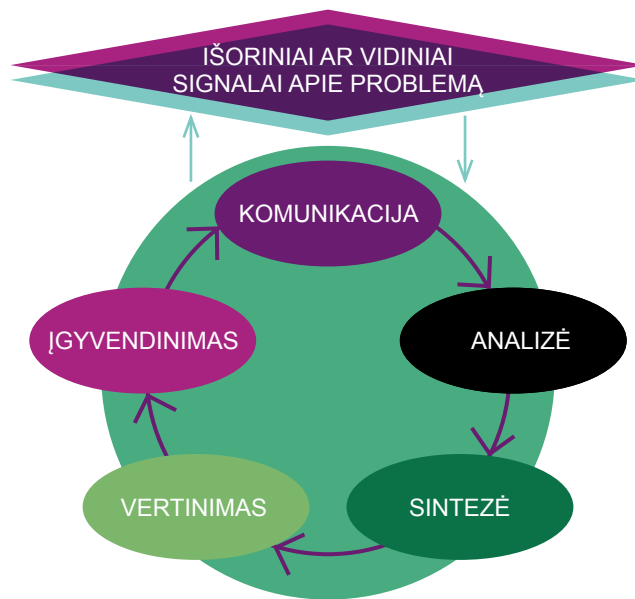 IŠORINIAI AR VIDINIAI
SIGNALAI APIE PROBLEMĄ
KOMUNIKACIJA
ANALIZĖ
SINTEZĖ
VERTINIMAS
ĮGYVENDINIMAS